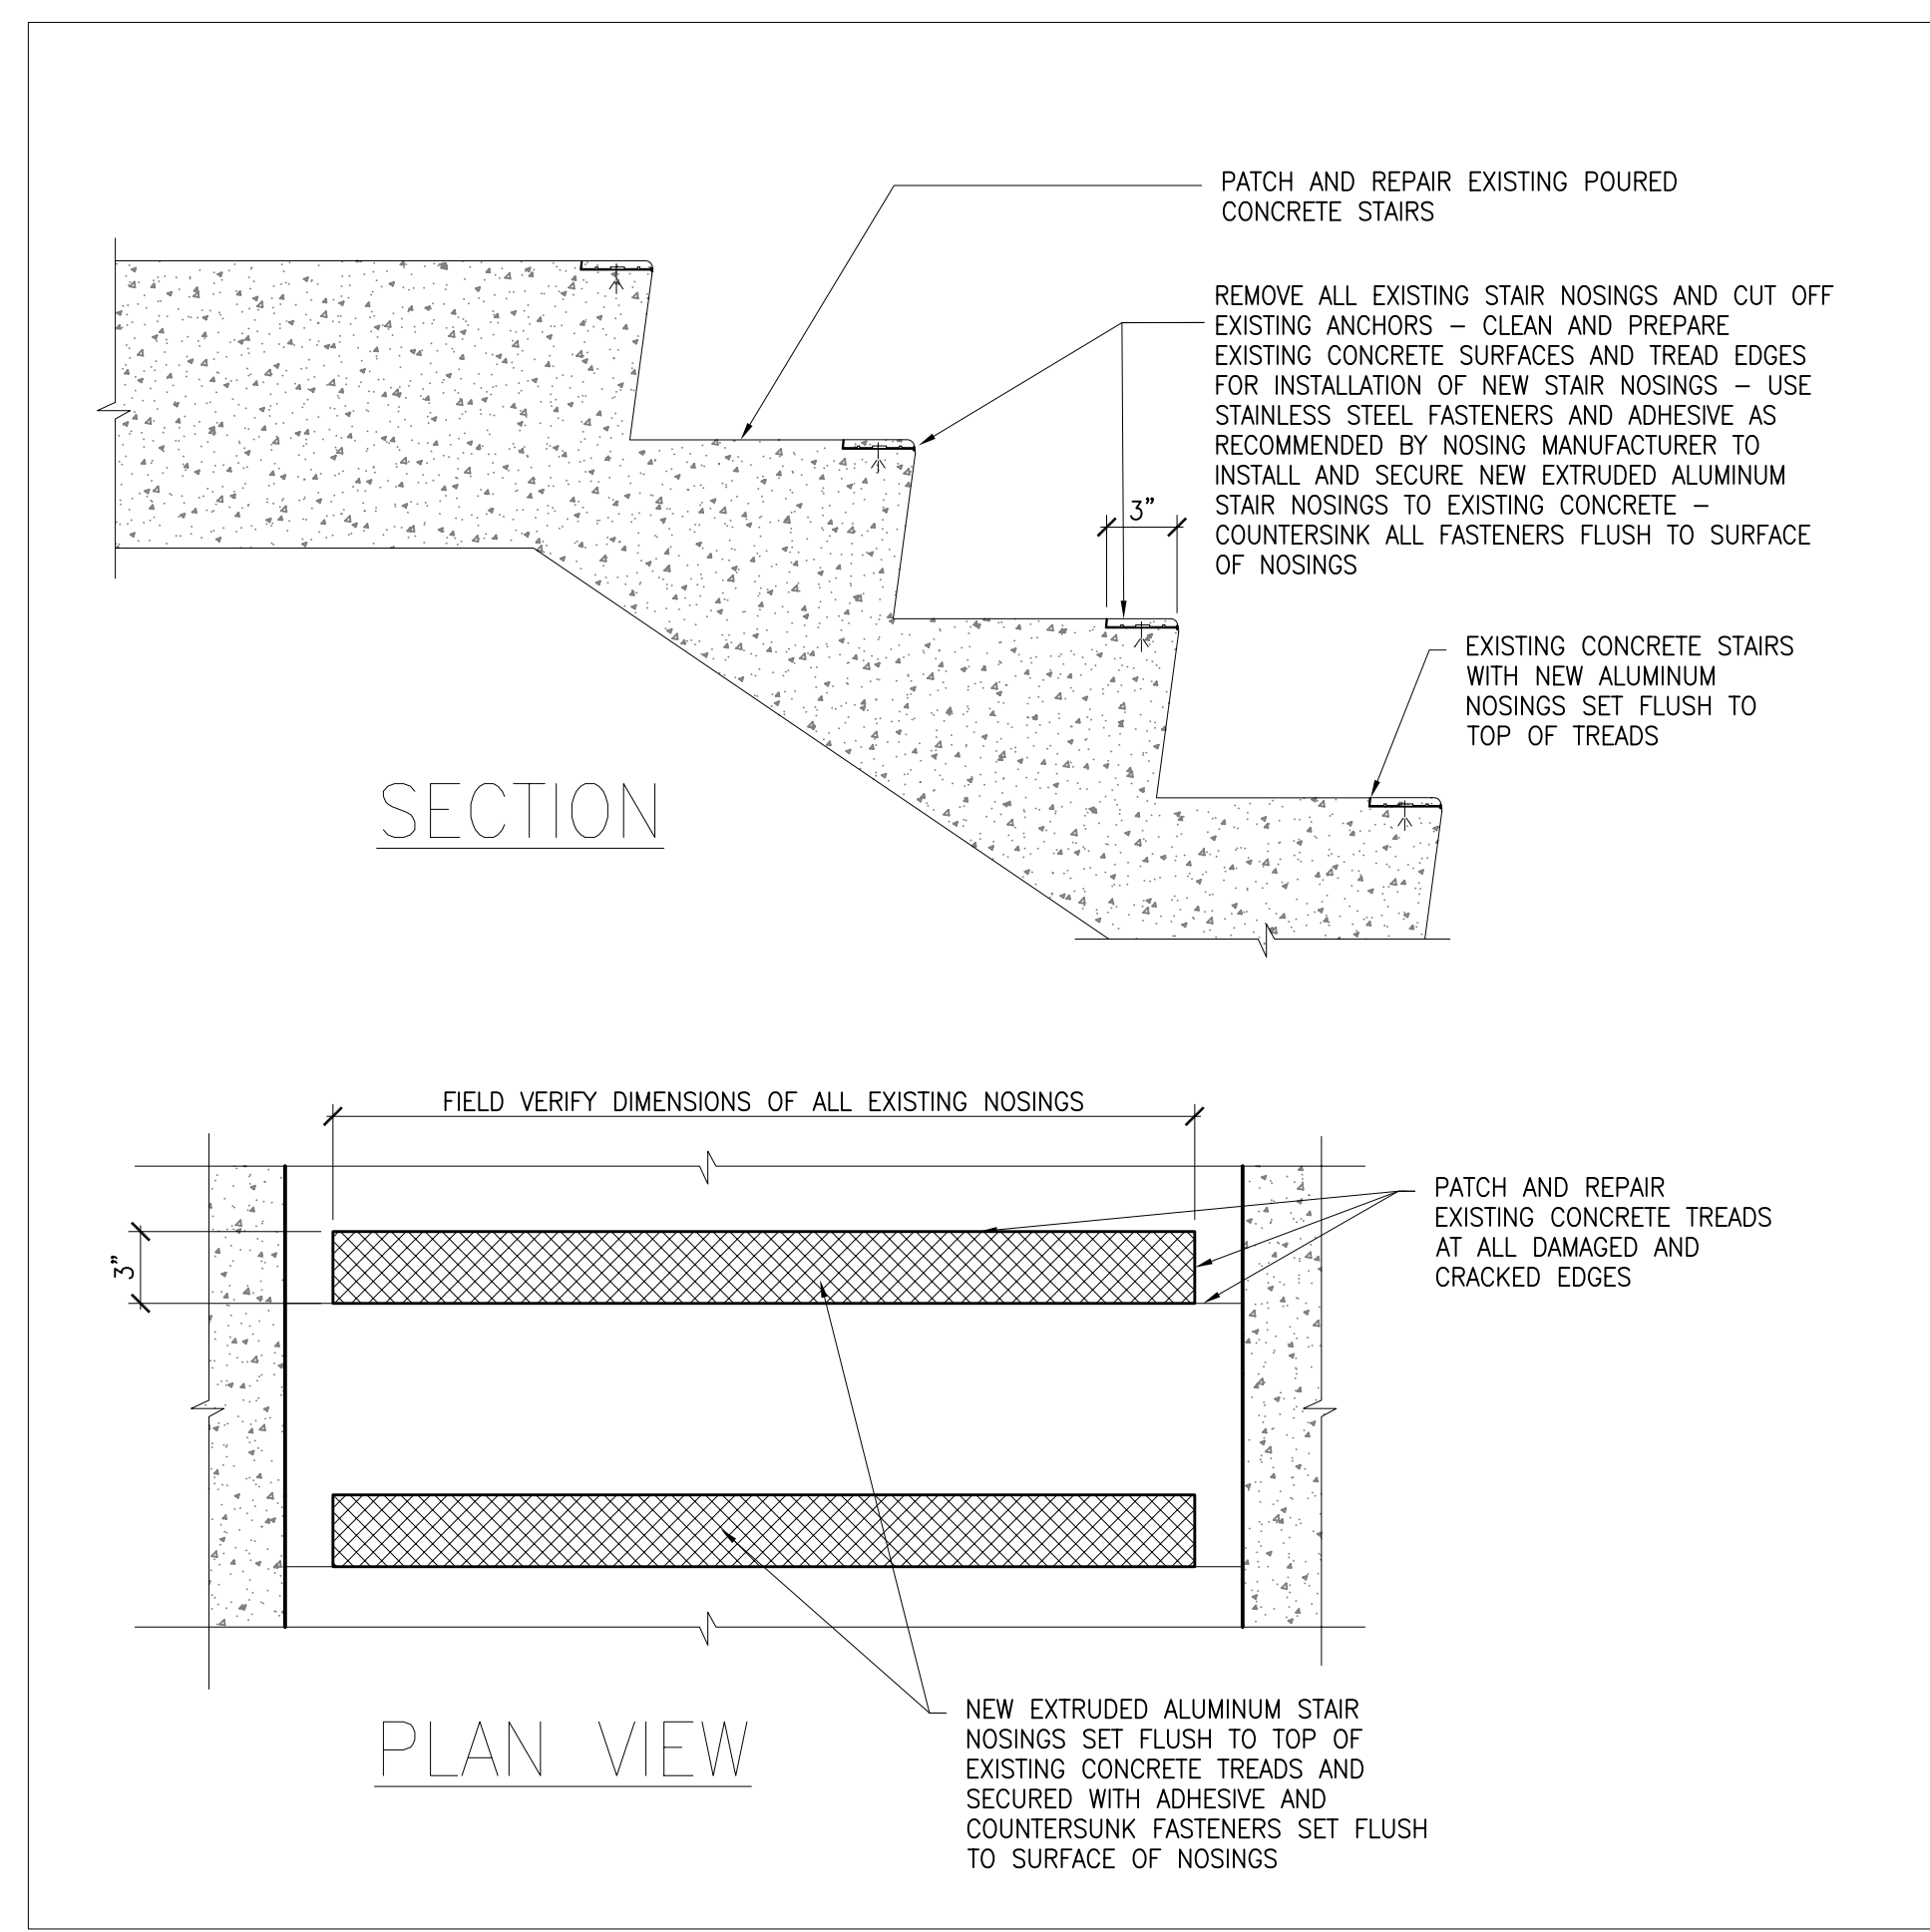 PATCH AND REPAIR EXISTING POURED
CONCRETE STAIRS
REMOVE ALL EXISTING STAIR NOSINGS AND CUT OFF
EXISTING ANCHORS – CLEAN AND PREPARE
EXISTING CONCRETE SURFACES AND TREAD EDGES
FOR INSTALLATION OF NEW STAIR NOSINGS – USE
STAINLESS STEEL FASTENERS AND ADHESIVE AS
RECOMMENDED BY NOSING MANUFACTURER TO
INSTALL AND SECURE NEW EXTRUDED ALUMINUM
STAIR NOSINGS TO EXISTING CONCRETE –
COUNTERSINK ALL FASTENERS FLUSH TO SURFACE
OF NOSINGS
3"
EXISTING CONCRETE STAIRS
WITH NEW ALUMINUM
NOSINGS SET FLUSH TO
TOP OF TREADS
SECTION
FIELD VERIFY DIMENSIONS OF ALL EXISTING NOSINGS
3"
PATCH AND REPAIR
EXISTING CONCRETE TREADS
AT ALL DAMAGED AND
CRACKED EDGES
NEW EXTRUDED ALUMINUM STAIR
NOSINGS SET FLUSH TO TOP OF
EXISTING CONCRETE TREADS AND
SECURED WITH ADHESIVE AND
COUNTERSUNK FASTENERS SET FLUSH
TO SURFACE OF NOSINGS
PLAN VIEW